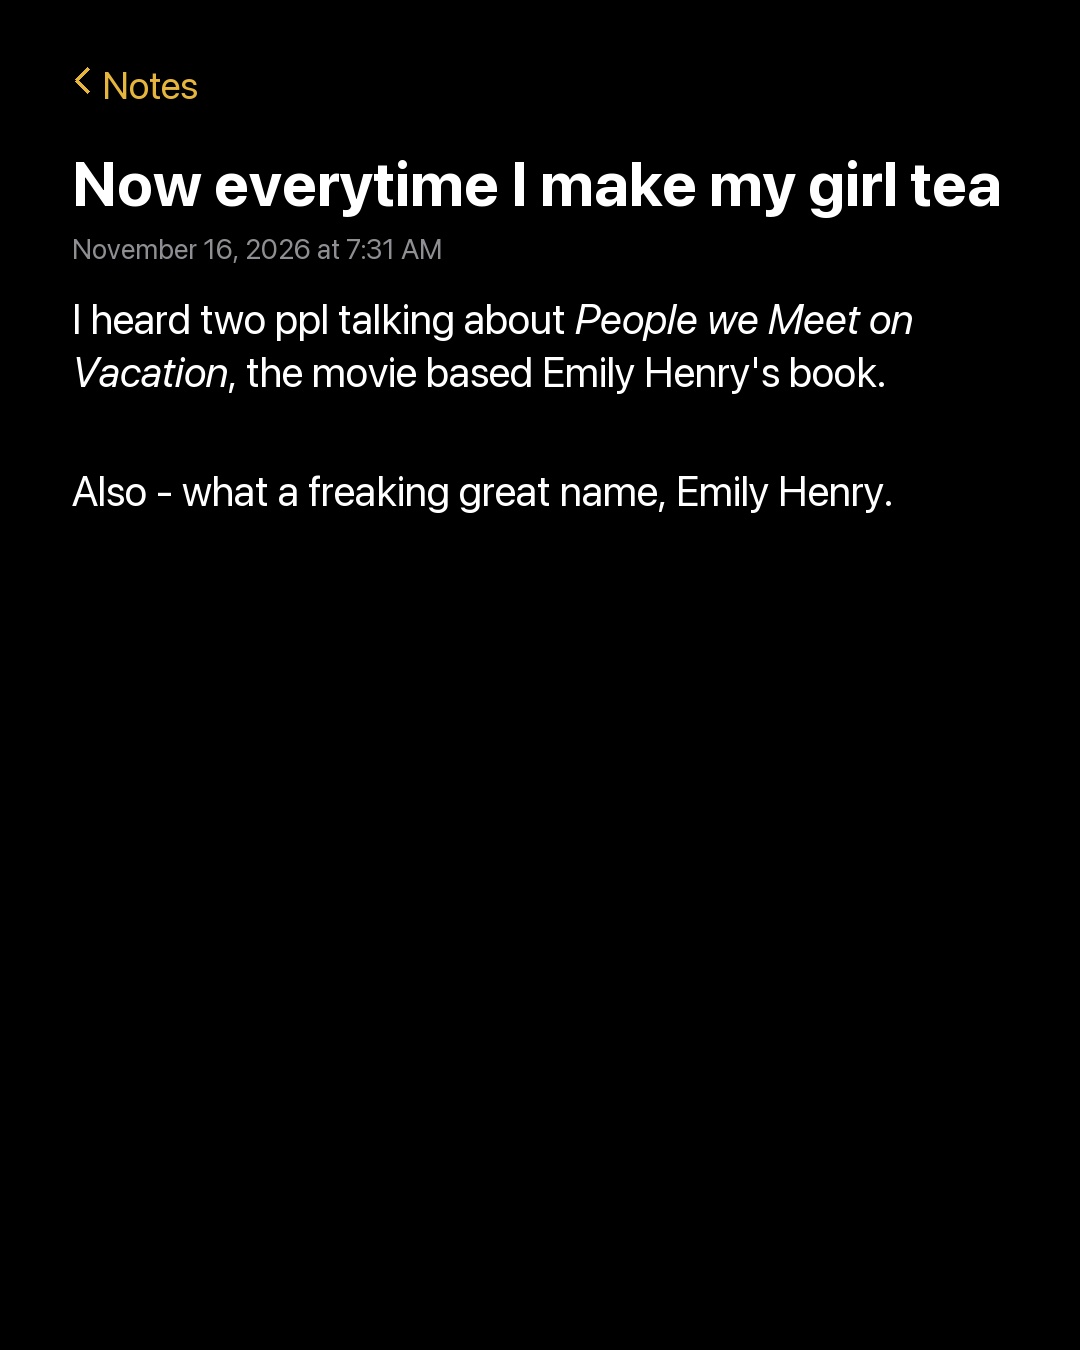 Notes
Now everytime I make my girl tea
November 16, 2026 at 7:31 AM
I heard two ppl talking about People we Meet on
Vacation, the movie based Emily Henry's book.
Also - what a freaking great name, Emily Henry.